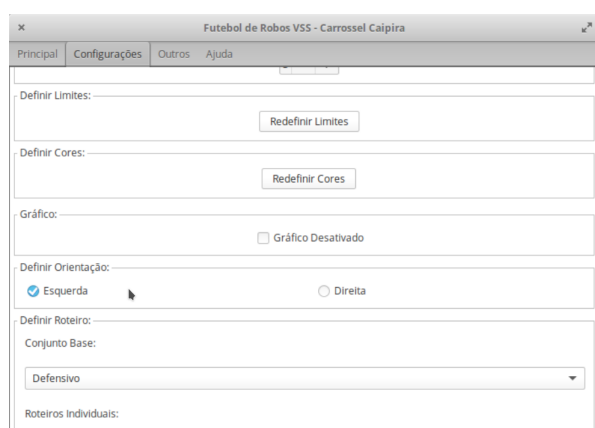 Futebol de Robos VSS - Carrossel Caipira
Principal Configurações Outros Ajuda
Definir Limites:
Redefinir Limites
Definir Cores:
Redefinir Cores
Gráfico:
Gráfico Desativado
Definir Orientação:
Esquerda Direita
Definir Roteiro:
Conjunto Base:
Defensivo
Roteiros Individuais: